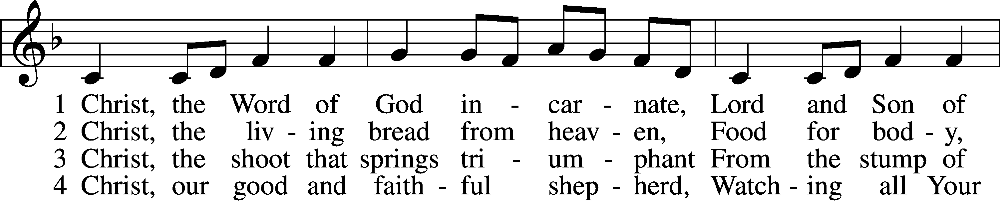 1 Christ, the Word of God in - car - nate, Lord and Son of
2 Christ, the liv - ing bread from heav - en, Food for bod - y,
3 Christ, the shoot that springs tri - um - phant From the stump of
4 Christ, our good and faith - ful shep - herd, Watch - ing all Your